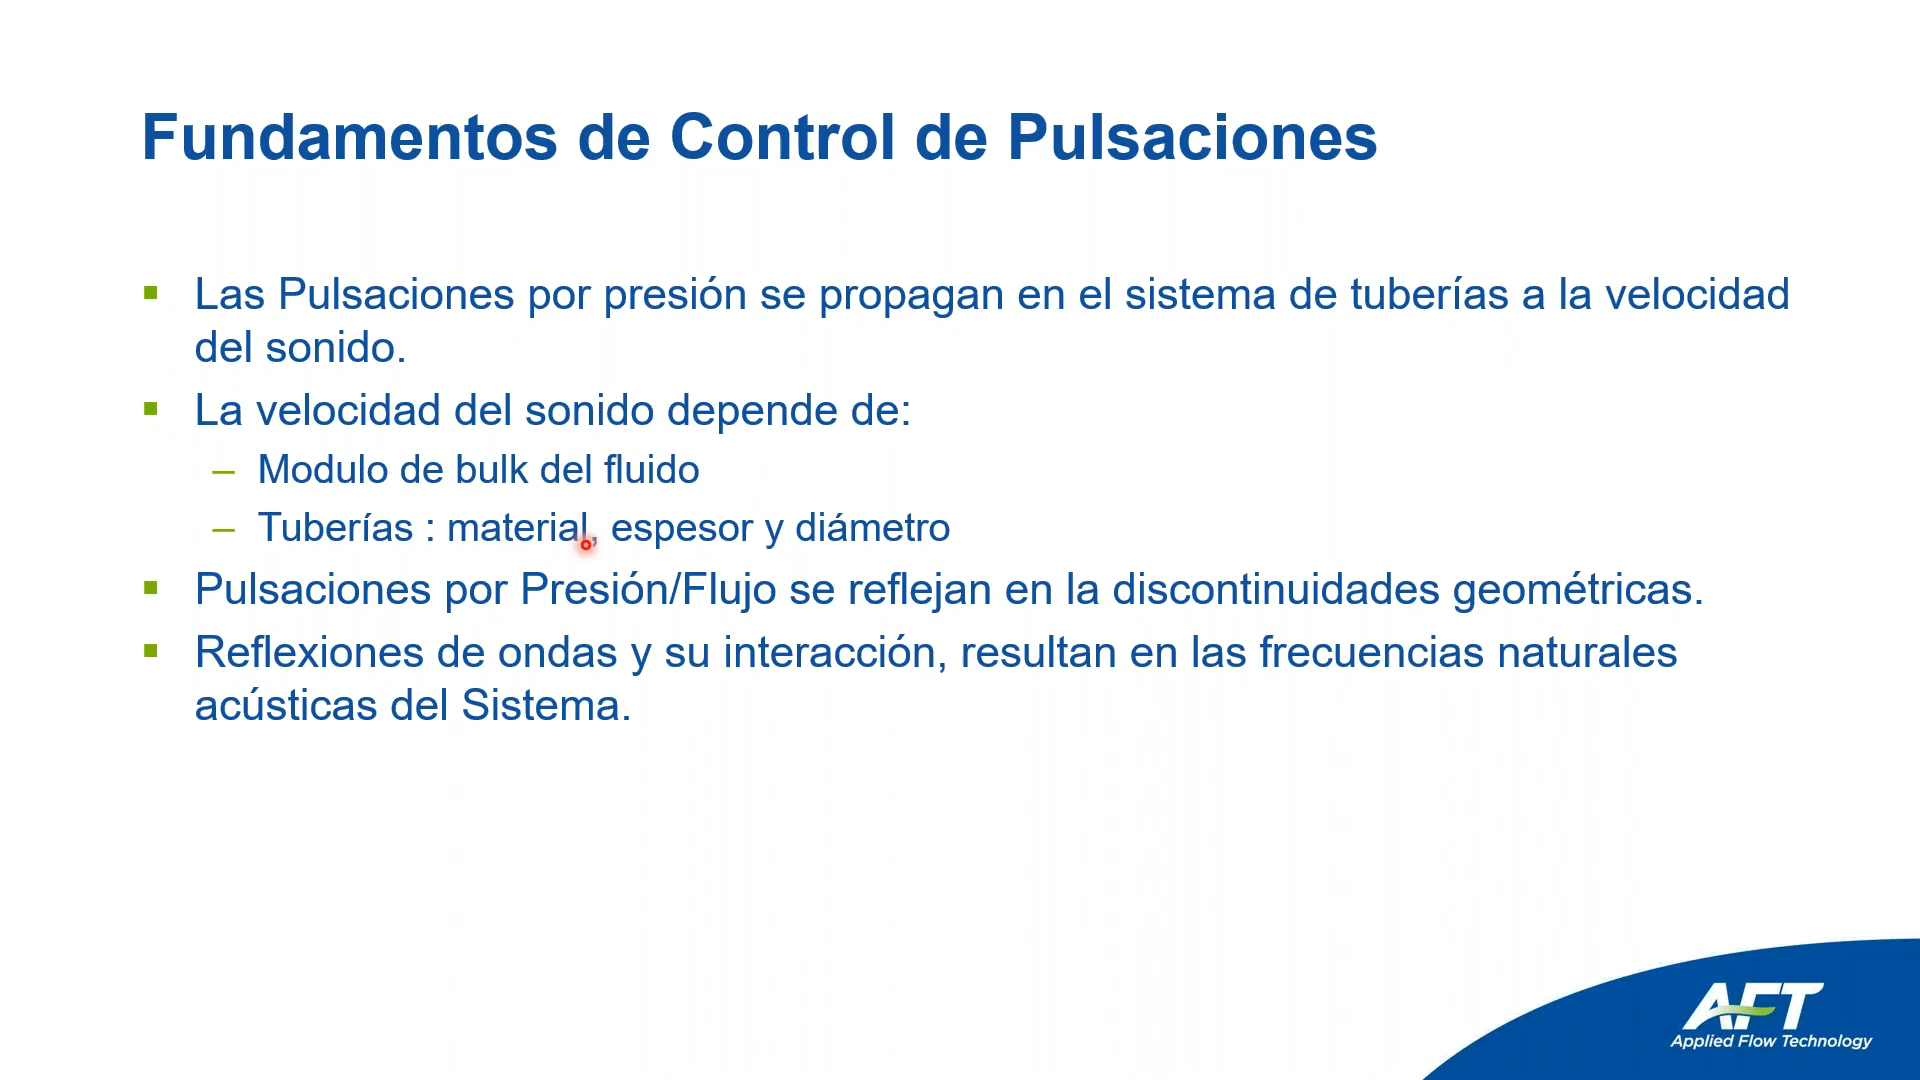 Fundamentos de Control de Pulsaciones
Las Pulsaciones por presión se propagan en el sistema de tuberías a la velocidad
del sonido.
La velocidad del sonido depende de:
– Modulo de bulk del fluido
– Tuberías : material, espesor y diámetro
Pulsaciones por Presión/Flujo se reflejan en la discontinuidades geométricas.
Reflexiones de ondas y su interacción, resultan en las frecuencias naturales
acústicas del Sistema.
AFT
Applied Flow Technology